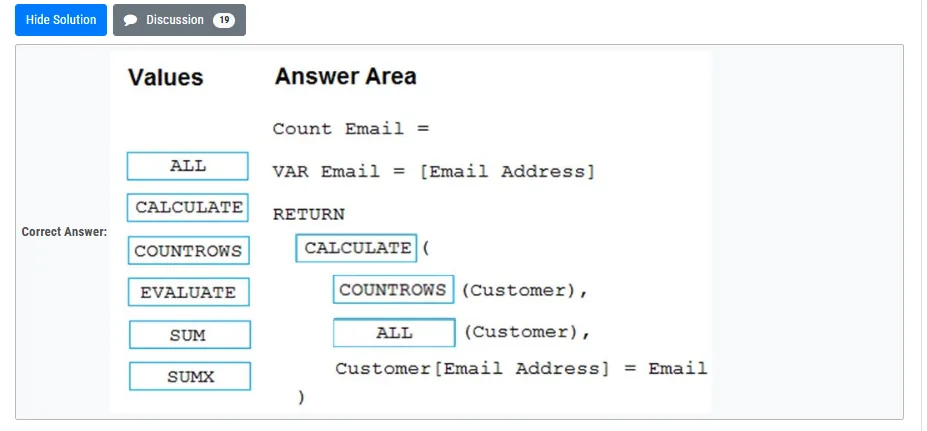 Hide Solution
Discussion 19
Values
Answer Area
Count Email =
ALL
VAR Email = [Email Address]
CALCULATE
RETURN
Correct Answer:
COUNTROWS
CALCULATE (
EVALUATE
COUNTROWS (Customer),
SUM
ALL (Customer),
SUMX
Customer[Email Address] = Email
)